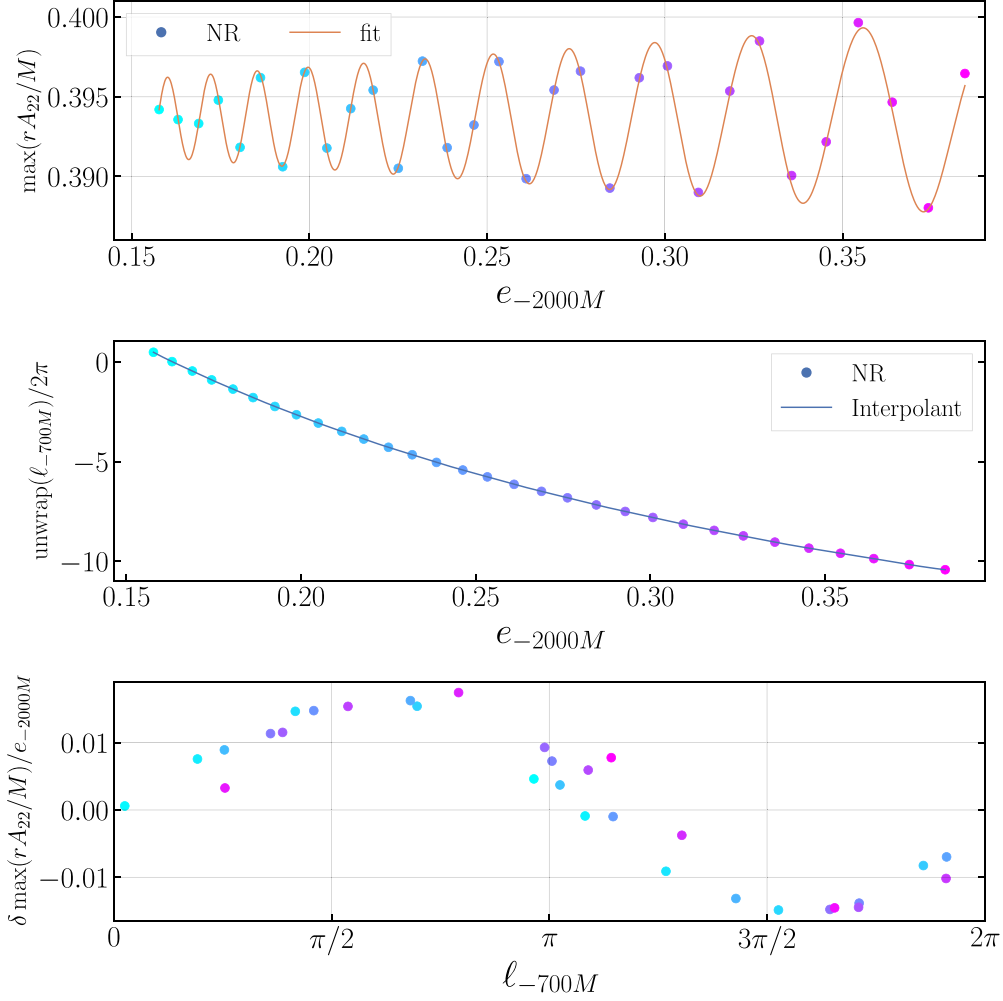 max(rA₂₂/M)
0.400
0.395
0.390
NR
fit
0.15 0.20 0.25 0.30 0.35
e₋₂₀₀₀M
unwrap(ℓ₋₇₀₀M)/2π
0
−5
−10
NR
Interpolant
0.15 0.20 0.25 0.30 0.35
e₋₂₀₀₀M
δ max(rA₂₂/M)/e₋₂₀₀₀M
0.01
0.00
−0.01
0 π/2 π 3π/2 2π
ℓ₋₇₀₀M